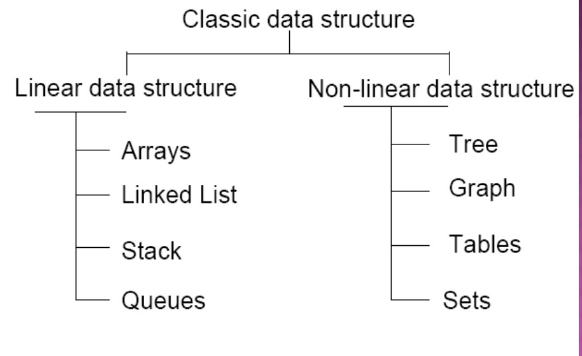 Classic data structure
Linear data structure
Non-linear data structure
Arrays
Linked List
Stack
Queues
Tree
Graph
Tables
Sets